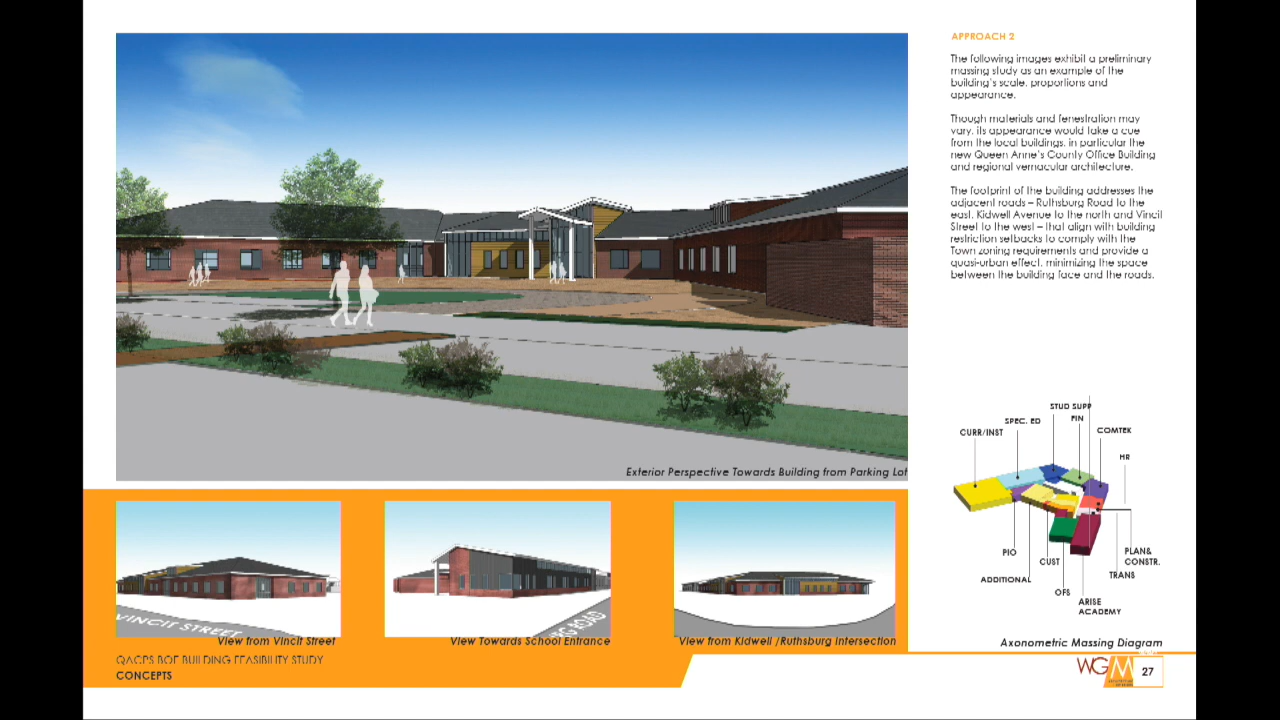 APPROACH 2
The following images exhibit a preliminary
massing study as an example of the
building's scale, proportions and
appearance.
Though materials and fenestration may
vary, its appearance would take a cue
from the local buildings, in particular the
new Queen Anne's County Office Building
and regional vernacular architecture.
The footprint of the building addresses the
adjacent roads – Ruthsburg Road to the
east, Kidwell Avenue to the north and Vincit
Street to the west – that align with building
restriction setbacks to comply with the
Town zoning requirements and provide a
quasi-urban effect, minimizing the space
between the building face and the roads.
Exterior Perspective Towards Building from Parking Lot
STUD SUPP
SPEC. ED
FIN
CURR/INST
COMTEK
HR
PIO
CUST
PLAN&
CONSTR.
ADDITIONAL
TRANS
OFS
ARISE
ACADEMY
Axonometric Massing Diagram
VINCIT STREET
View from Vincit Street
ROAD
View Towards School Entrance
View from Kidwell /Ruthsburg Intersection
QACPS BOE BUILDING FEASIBILITY STUDY
CONCEPTS
WGM
27